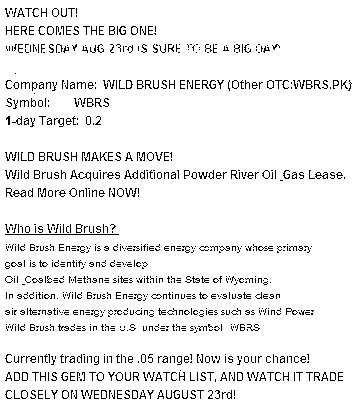 WATCH OUT!
HERE COMES THE BIG ONE!
WEDNESDAY AUG 23rd IS SURE TO BE A BIG DAY!
Company Name: WILD BRUSH ENERGY (Other OTC:WBRS.PK)
Symbol: WBRS
1-day Target: 0.2
WILD BRUSH MAKES A MOVE!
Wild Brush Acquires Additional Powder River Oil_Gas Lease.
Read More Online NOW!
Who is Wild Brush?
Wild Brush Energy is a diversified energy company whose primary
goal is to identify and develop
Oil_Coalbed Methane sites within the State of Wyoming.
In addition, Wild Brush Energy continues to evaluate clean
air alternative energy producing technologies such as Wind Power
Wild Brush trades in the U.S. under the symbol WBRS
Currently trading in the .05 range! Now is your chance!
ADD THIS GEM TO YOUR WATCH LIST, AND WATCH IT TRADE
CLOSELY ON WEDNESDAY AUGUST 23rd!